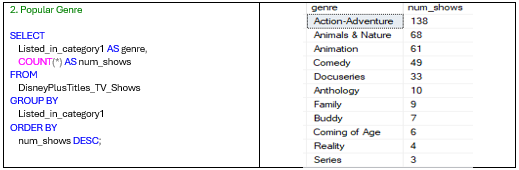 2. Popular Genre
SELECT
Listed_in_category1 AS genre,
COUNT(*) AS num_shows
FROM
DisneyPlusTitles_TV_Shows
GROUP BY
Listed_in_category1
ORDER BY
num_shows DESC;
genre num_shows
Action-Adventure 138
Animals & Nature 68
Animation 61
Comedy 49
Docuseries 33
Anthology 10
Family 9
Buddy 7
Coming of Age 6
Reality 4
Series 3